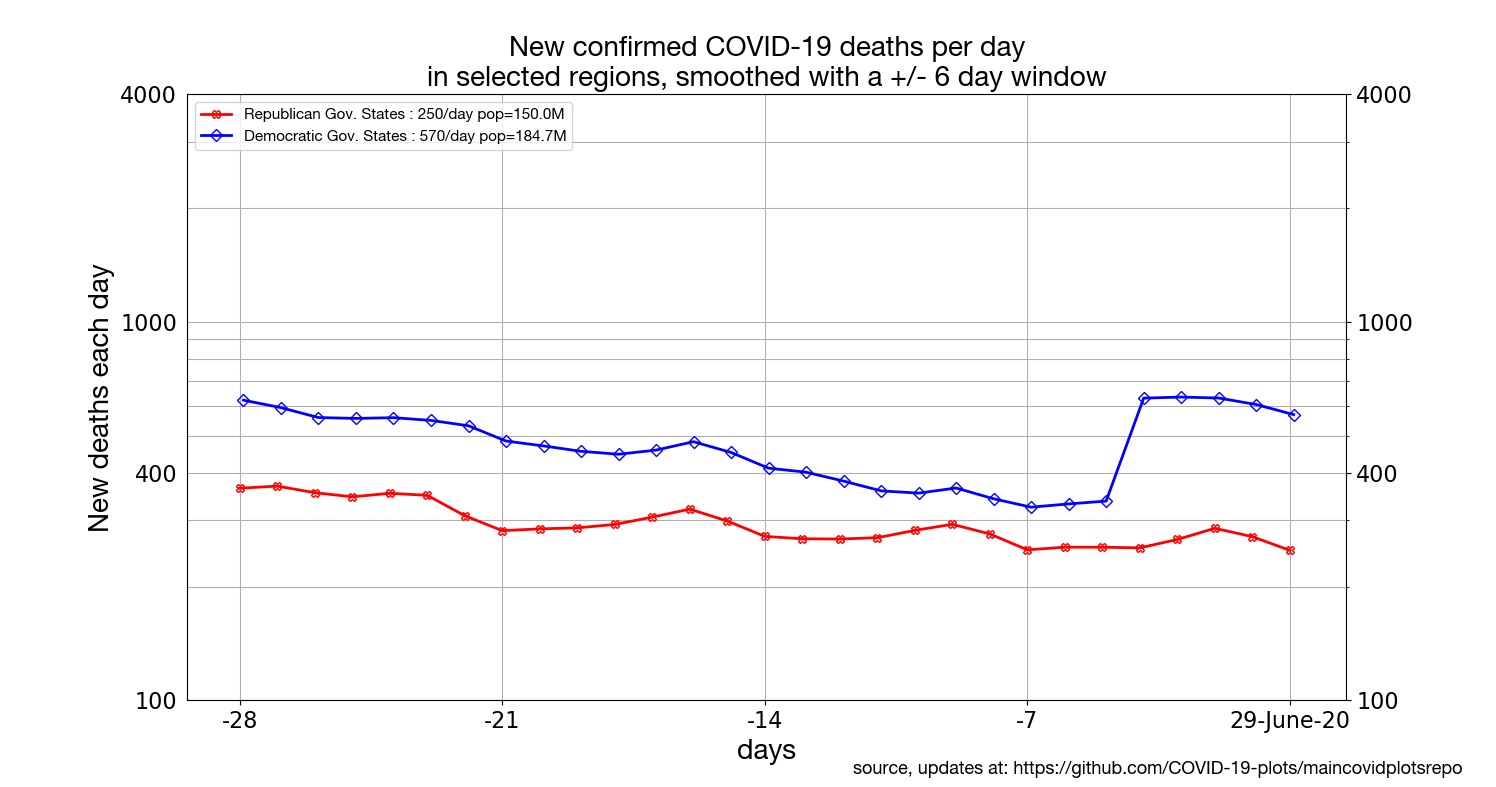 New confirmed COVID-19 deaths per day
in selected regions, smoothed with a +/- 6 day window
Republican Gov. States : 250/day pop=150.0M
Democratic Gov. States : 570/day pop=184.7M
New deaths each day
4000
1000
400
100
4000
1000
400
100
-28
-21
-14
-7
29-June-20
days
source, updates at: https://github.com/COVID-19-plots/maincovidplotsrepo